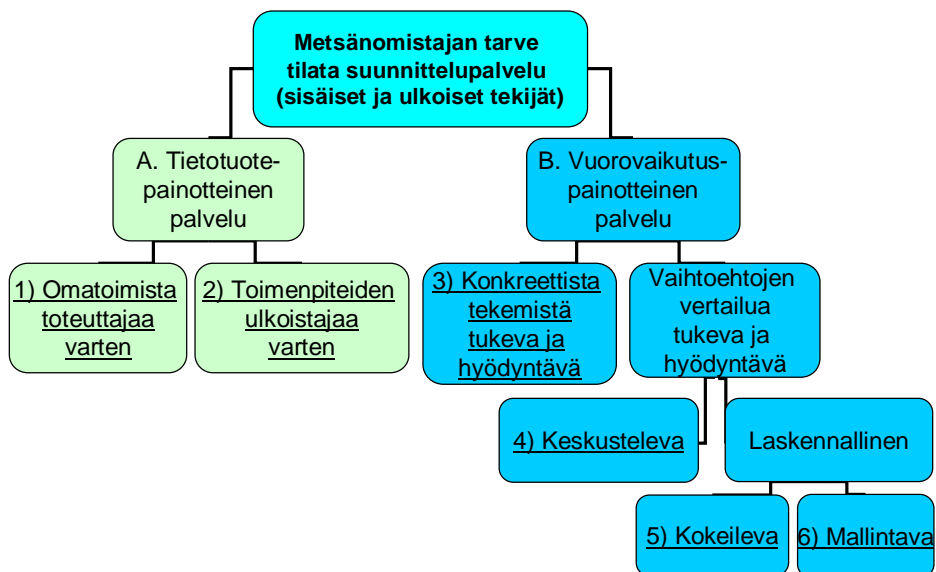 Metsänomistajan tarve
tilata suunnittelupalvelu
(sisäiset ja ulkoiset tekijät)
A. Tietotuote-
painotteinen
palvelu
B. Vuorovaikutus-
painotteinen
palvelu
1) Omatoimista
toteuttajaa
varten
2) Toimenpiteiden
ulkoistajaa
varten
3) Konkreettista
tekemistä
tukeva ja
hyödyntävä
Vaihtoehtojen
vertailua
tukeva ja
hyödyntävä
4) Keskusteleva
Laskennallinen
5) Kokeileva
6) Mallintava